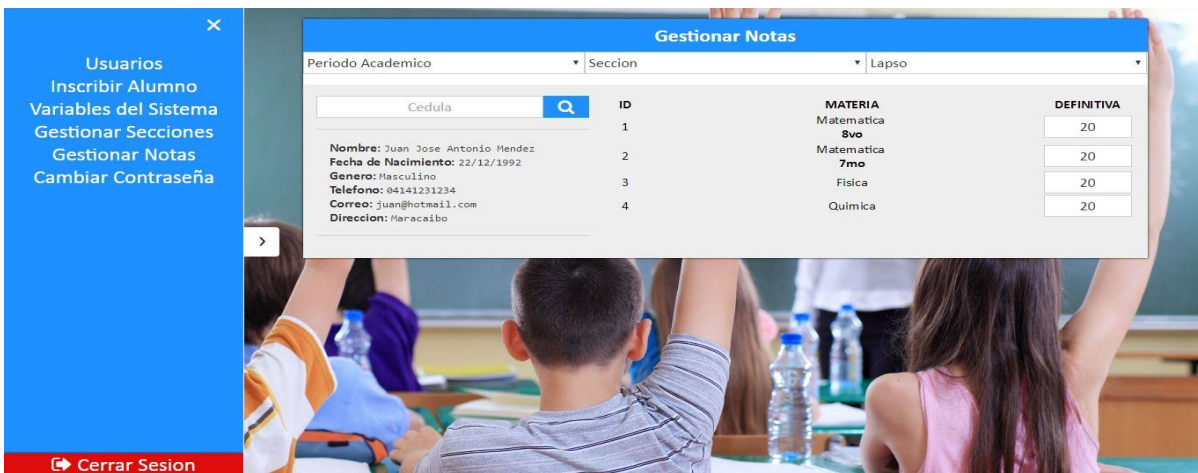 Usuarios
Inscribir Alumno
Variables del Sistema
Gestionar Secciones
Gestionar Notas
Cambiar Contraseña
Cerrar Sesion
Gestionar Notas
Periodo Academico Seccion Lapso
Cedula
Nombre: Juan Jose Antonio Mendez
Fecha de Nacimiento: 22/12/1992
Genero: Masculino
Telefono: 04141231234
Correo: juan@hotmail.com
Direccion: Maracaibo
ID MATERIA DEFINITIVA
1 Matematica 20
8vo
2 Matematica 20
7mo
3 Fisica 20
4 Quimica 20